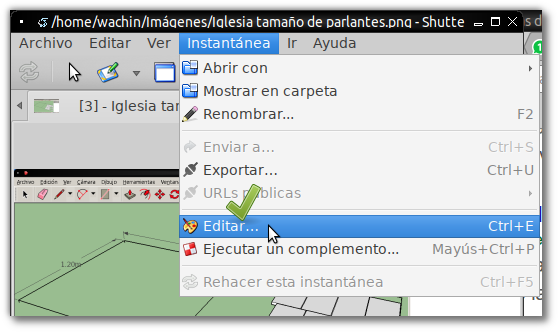 /home/wachin/Imágenes/Iglesia tamaño de parlantes.png - Shutte
Archivo Editar Ver Instantánea Ir Ayuda
Abrir con
Mostrar en carpeta
Renombrar... F2
[3] - Iglesia tam
Enviar a... Ctrl+S
Exportar... Ctrl+U
URLs públicas
Archivo Edición Ver Cámara Dibujo Herramientas
Editar... Ctrl+E
Ejecutar un complemento... Mayús+Ctrl+P
1.20m
Rehacer esta instantánea Ctrl+F5